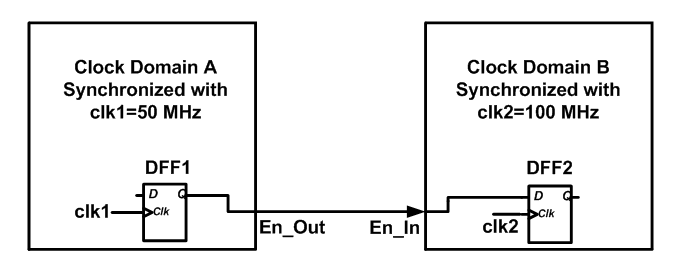 Clock Domain A
Synchronized with
clk1=50 MHz
Clock Domain B
Synchronized with
clk2=100 MHz
DFF1
D Q
clk1
Clk
En_Out
En_In
DFF2
D Q
clk2
Clk